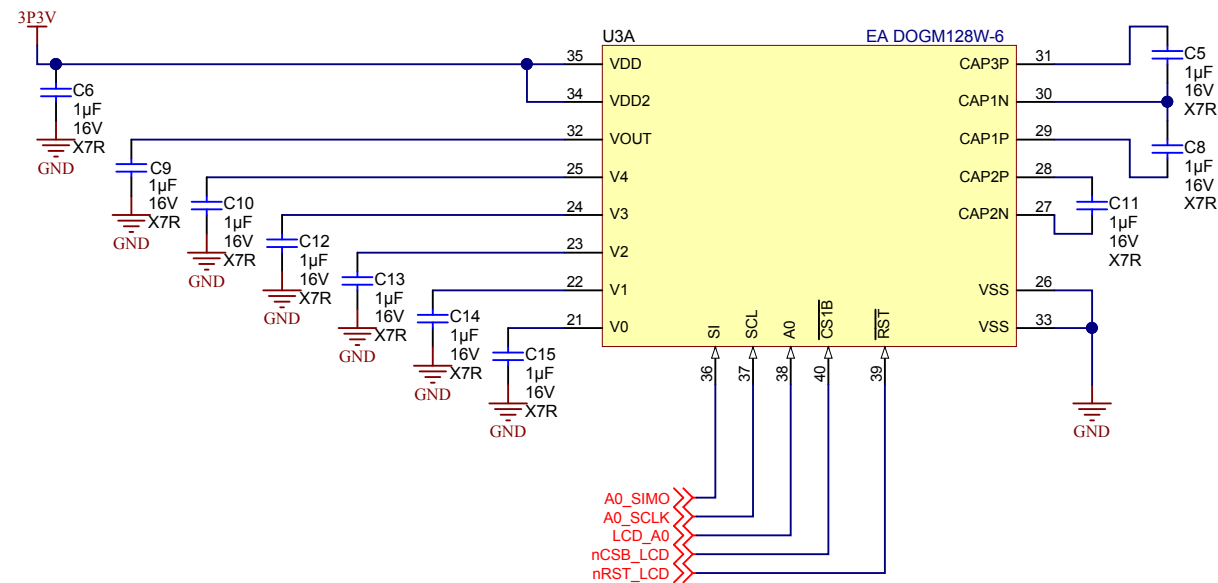 3P3V
U3A
EA DOGM128W-6
35
VDD
34
VDD2
32
VOUT
25
V4
24
V3
23
V2
22
V1
21
V0
CAP3P
31
CAP1N
30
CAP1P
29
CAP2P
28
CAP2N
27
VSS
26
VSS
33
SI
SCL
A0
CS1B
RST
36
37
38
40
39
C6
1µF
16V
X7R
GND
C9
1µF
16V
X7R
GND
C10
1µF
16V
X7R
GND
C12
1µF
16V
X7R
GND
C13
1µF
16V
X7R
GND
C14
1µF
16V
X7R
GND
C15
1µF
16V
X7R
GND
C5
1µF
16V
X7R
C8
1µF
16V
X7R
C11
1µF
16V
X7R
GND
A0_SIMO
A0_SCLK
LCD_A0
nCSB_LCD
nRST_LCD